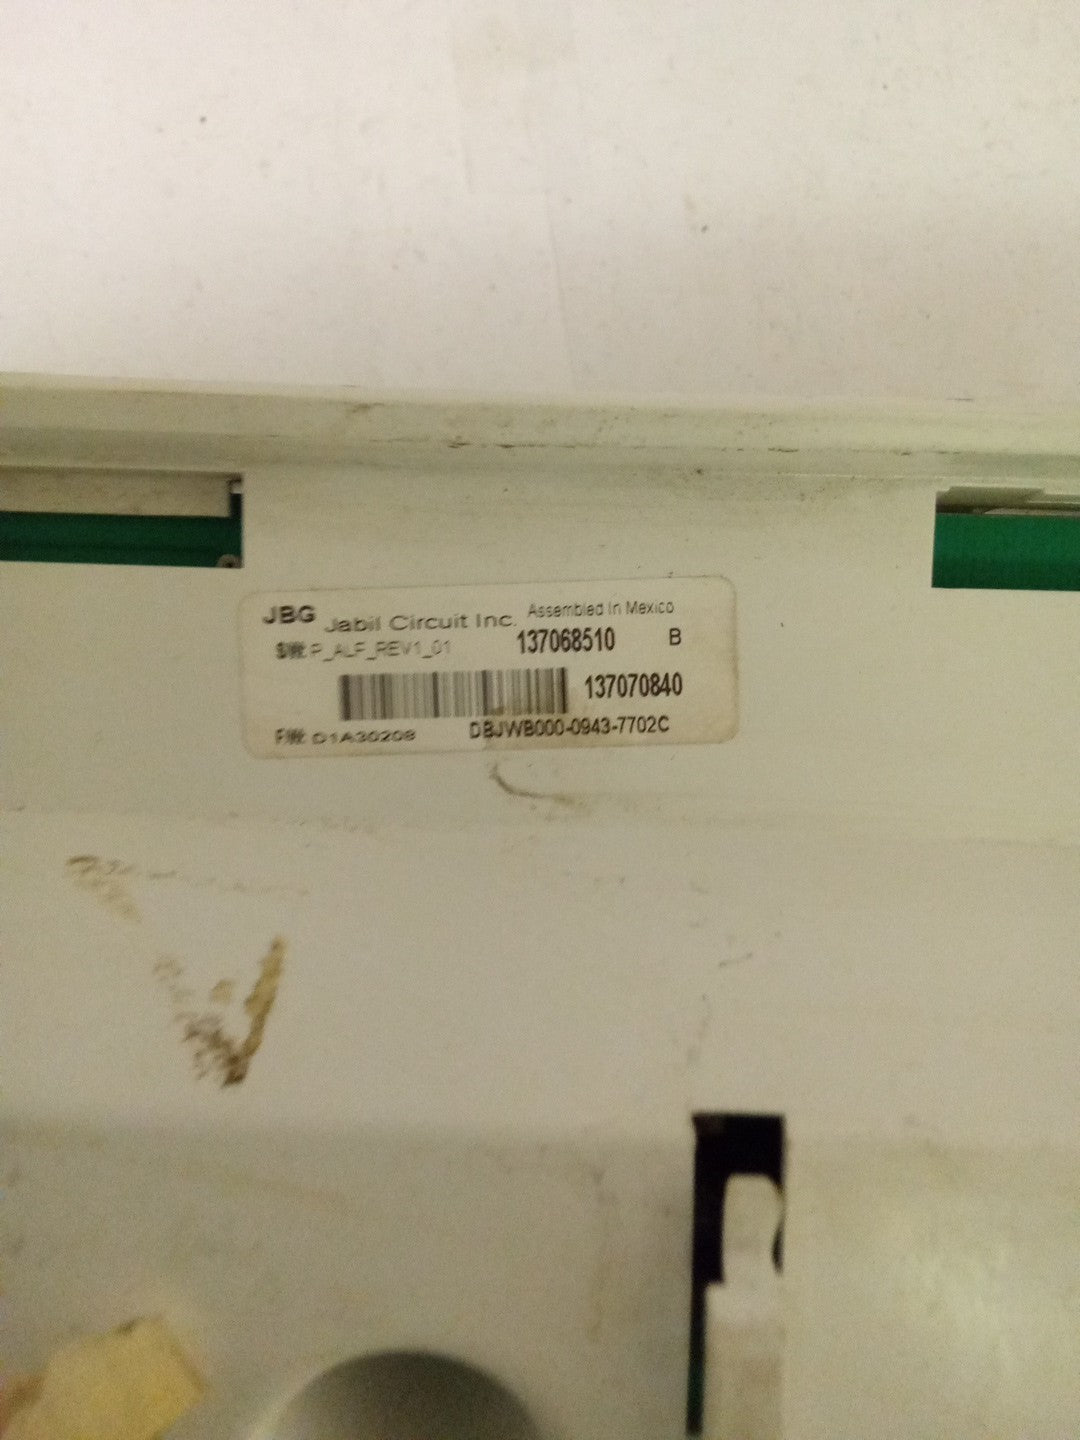 JBG Jabil Circuit Inc. Assembled In Mexico
P_ALF_REV1_01 137068510 B
137070840
D1A30208 DBJWB000-0943-7702C